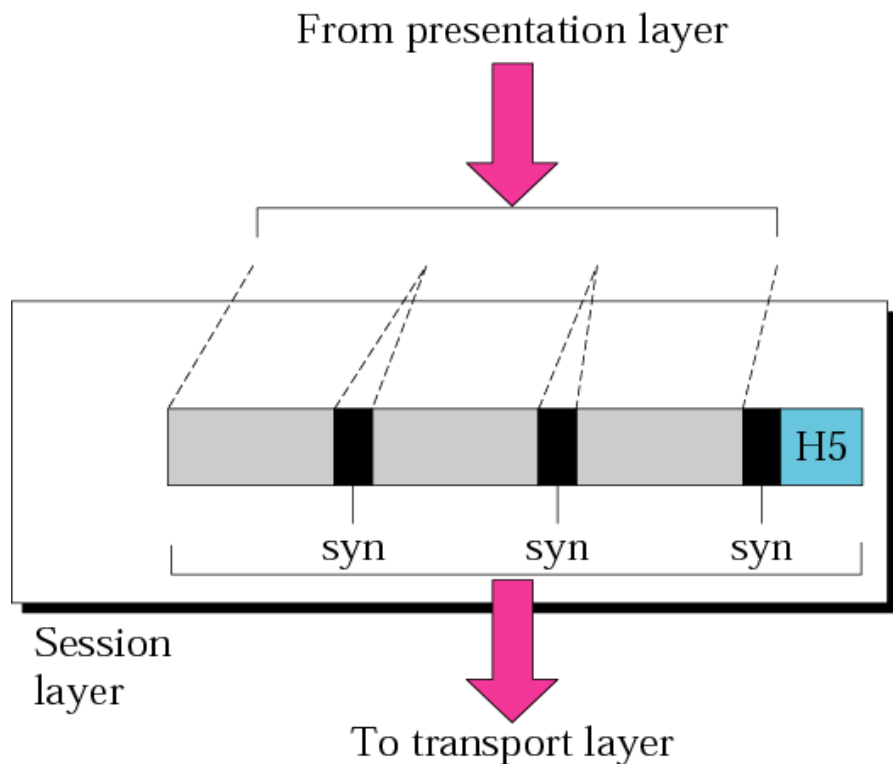 From presentation layer
H5
syn syn syn
Session
layer
To transport layer